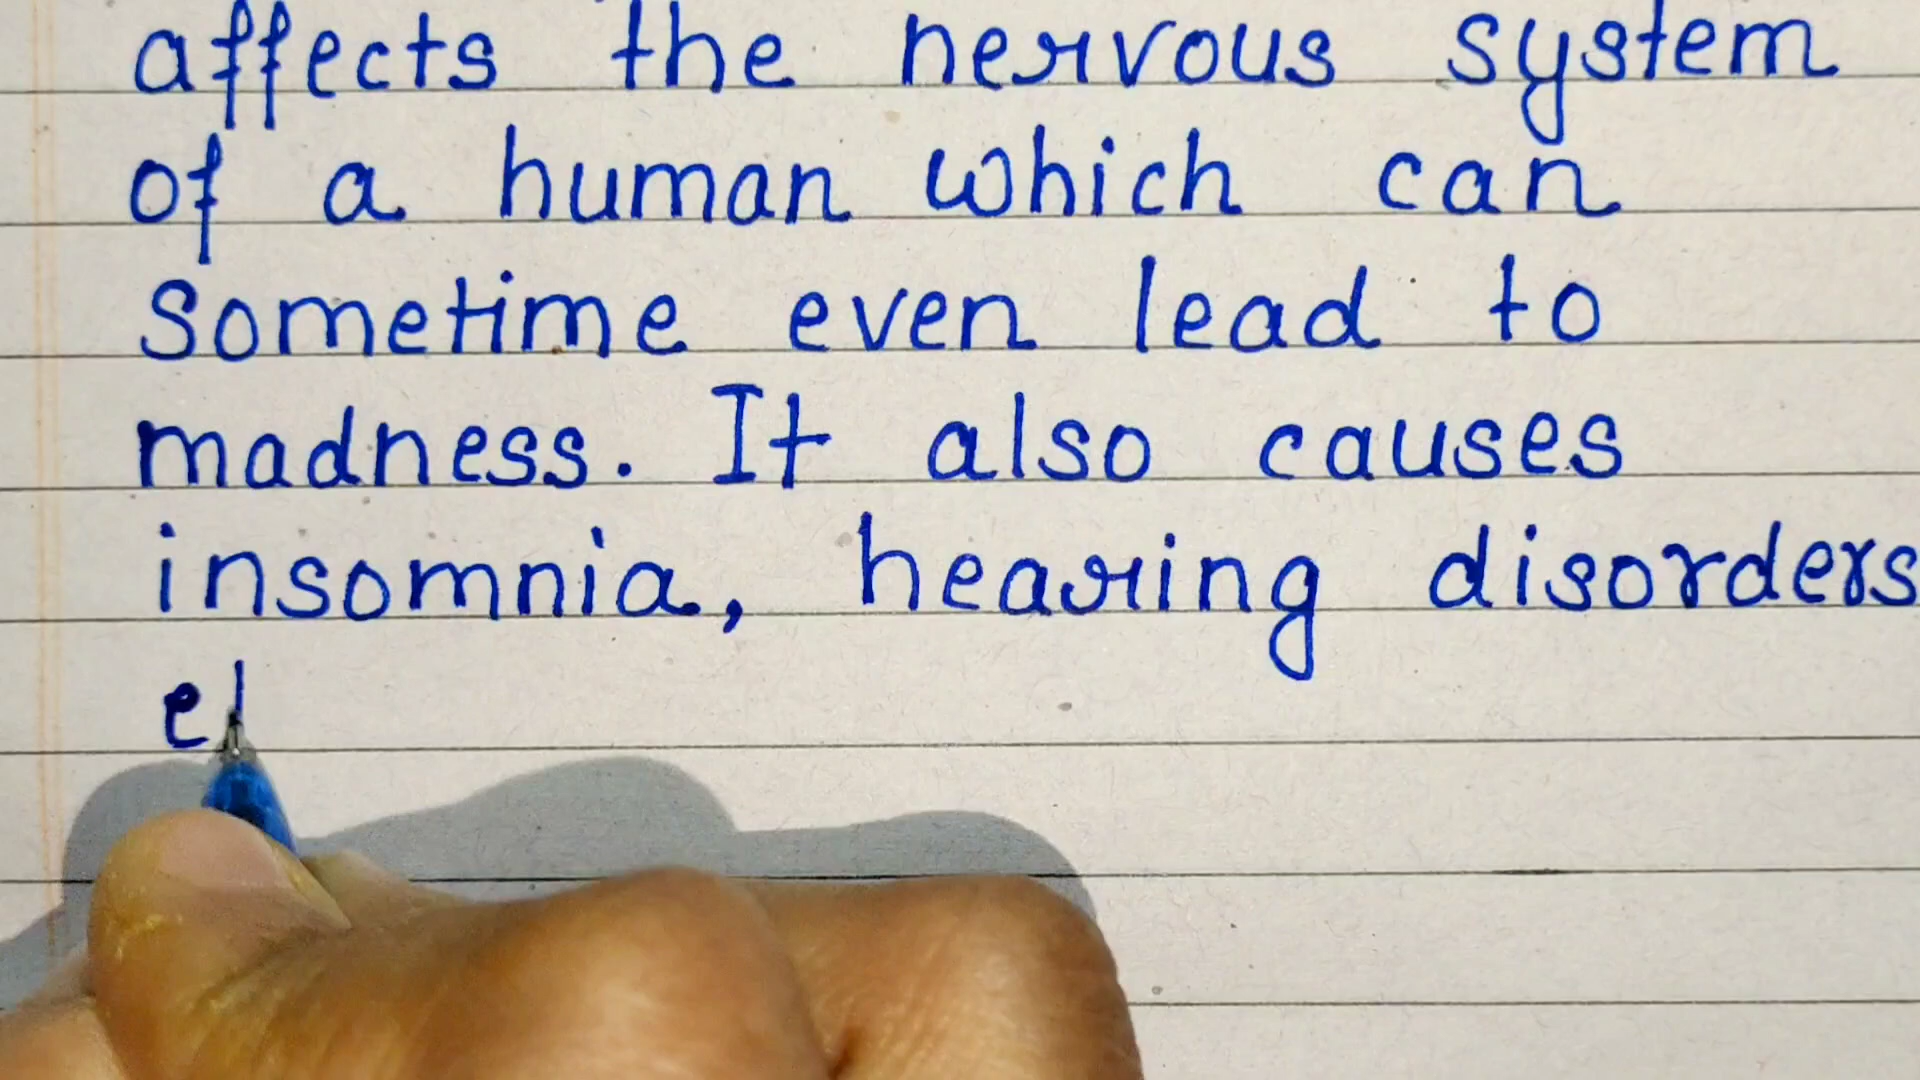 affects the nervous system
of a human which can
Sometime even lead to
madness. It also causes
insomnia, hearing disorders